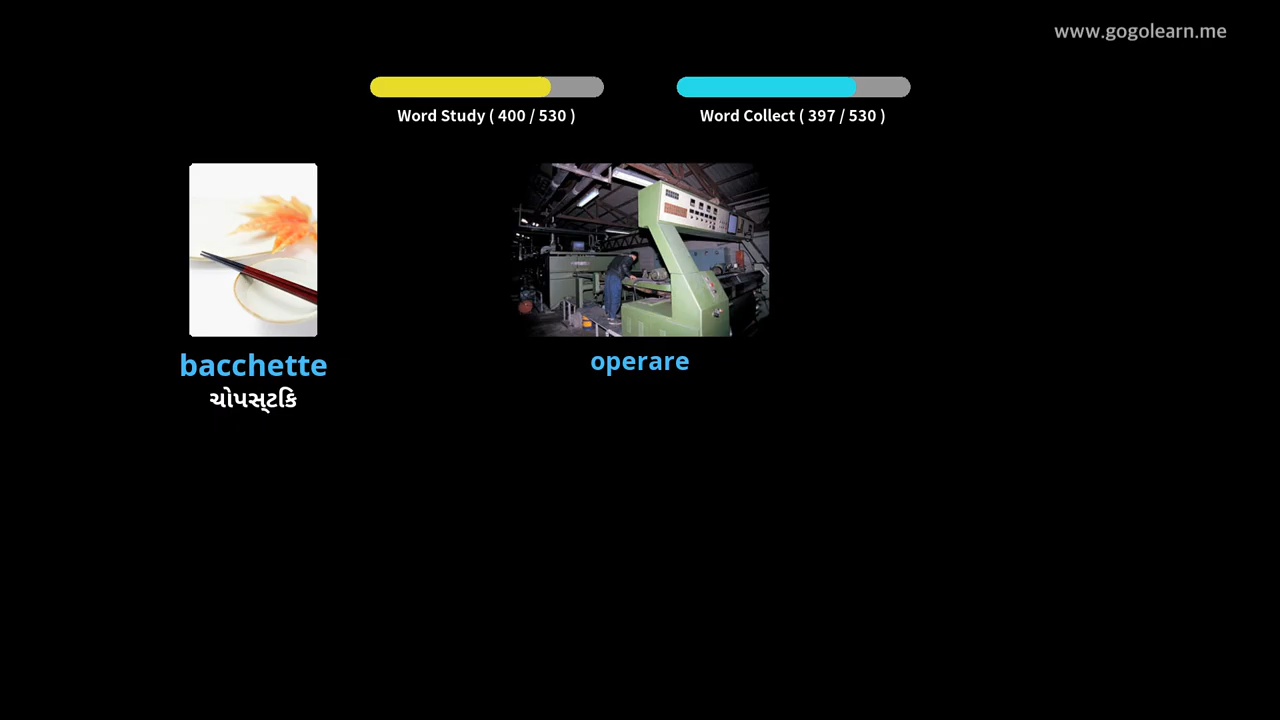 www.gogolearn.me
Word Study ( 400 / 530 )
Word Collect ( 397 / 530 )
bacchette
ચોપસ્ટકિ
operare